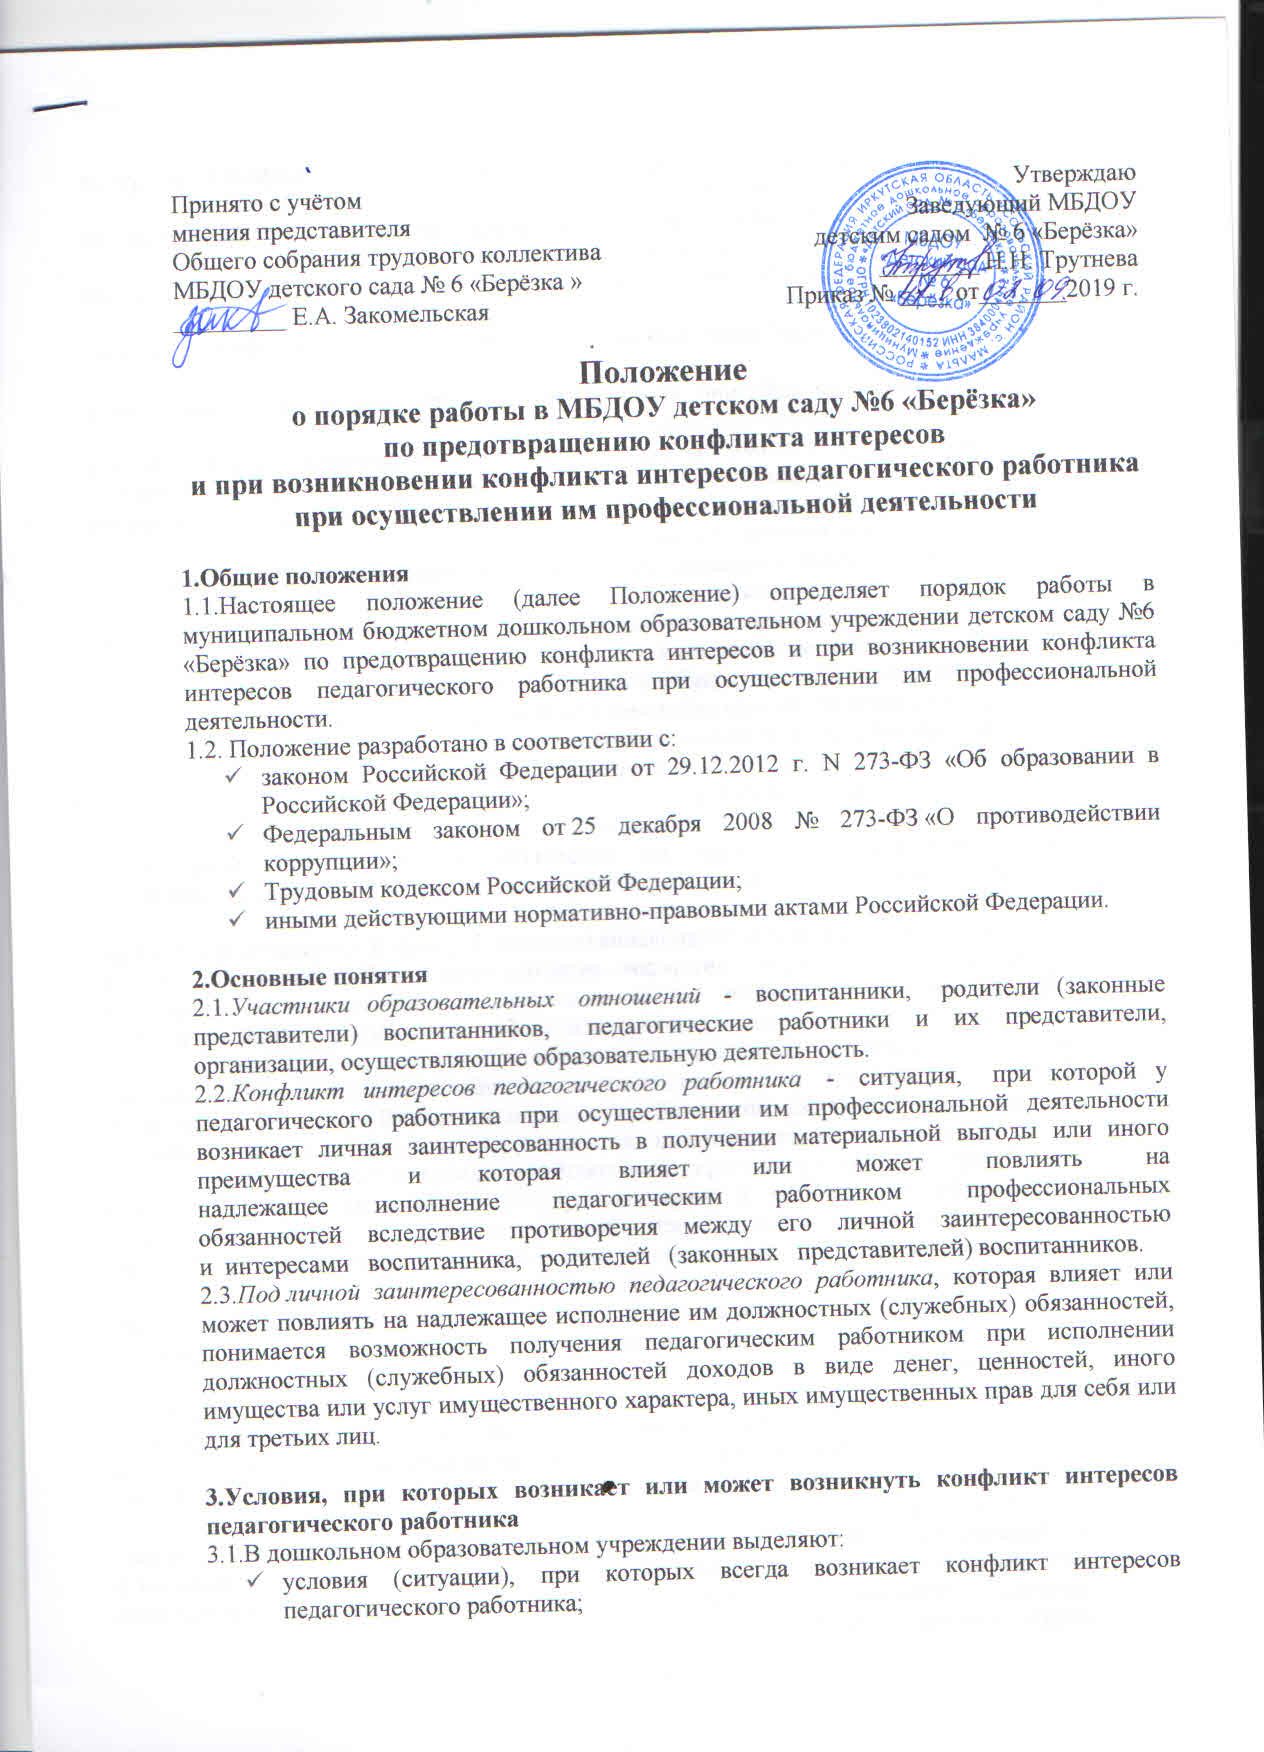 Принято с учётом
мнения представителя
Общего собрания трудового коллектива
МБДОУ детского сада № 6 «Берёзка »
Е.А. Закомельская
Утверждаю
Заведующий МБДОУ
детским садом № 6 «Берёзка»
Н.Н. Трутнева
Приказ № от 2019 г.
Положение
о порядке работы в МБДОУ детском саду №6 «Берёзка»
по предотвращению конфликта интересов
и при возникновении конфликта интересов педагогического работника
при осуществлении им профессиональной деятельности
1.Общие положения
1.1.Настоящее положение (далее Положение) определяет порядок работы в
муниципальном бюджетном дошкольном образовательном учреждении детском саду №6
«Берёзка» по предотвращению конфликта интересов и при возникновении конфликта
интересов педагогического работника при осуществлении им профессиональной
деятельности.
1.2. Положение разработано в соответствии с:
✓ законом Российской Федерации от 29.12.2012 г. N 273-ФЗ «Об образовании в
Российской Федерации»;
✓ Федеральным законом от 25 декабря 2008 № 273-ФЗ «О противодействии
коррупции»;
✓ Трудовым кодексом Российской Федерации;
✓ иными действующими нормативно-правовыми актами Российской Федерации.
2.Основные понятия
2.1.Участники образовательных отношений - воспитанники, родители (законные
представители) воспитанников, педагогические работники и их представители,
организации, осуществляющие образовательную деятельность.
2.2.Конфликт интересов педагогического работника - ситуация, при которой у
педагогического работника при осуществлении им профессиональной деятельности
возникает личная заинтересованность в получении материальной выгоды или иного
преимущества и которая влияет или может повлиять на
надлежащее исполнение педагогическим работником профессиональных
обязанностей вследствие противоречия между его личной заинтересованностью
и интересами воспитанника, родителей (законных представителей) воспитанников.
2.3.Под личной заинтересованностью педагогического работника, которая влияет или
может повлиять на надлежащее исполнение им должностных (служебных) обязанностей,
понимается возможность получения педагогическим работником при исполнении
должностных (служебных) обязанностей доходов в виде денег, ценностей, иного
имущества или услуг имущественного характера, иных имущественных прав для себя или
для третьих лиц.
3.Условия, при которых возникает или может возникнуть конфликт интересов
педагогического работника
3.1.В дошкольном образовательном учреждении выделяют:
✓ условия (ситуации), при которых всегда возникает конфликт интересов
педагогического работника;